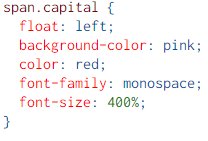 span.capital {
  float: left;
  background-color: pink;
  color: red;
  font-family: monospace;
  font-size: 400%;
}